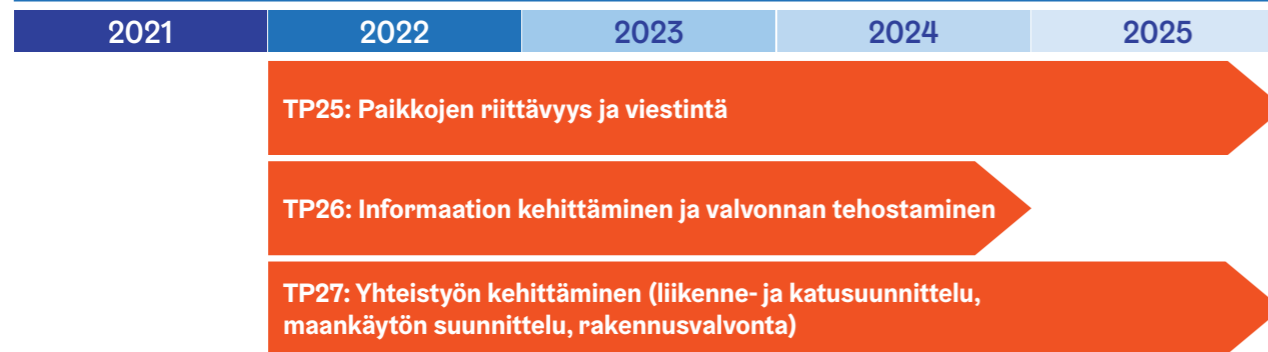 2021 2022 2023 2024 2025
TP25: Paikkojen riittävyys ja viestintä
TP26: Informaation kehittäminen ja valvonnan tehostaminen
TP27: Yhteistyön kehittäminen (liikenne- ja katusuunnittelu,
maankäytön suunnittelu, rakennusvalvonta)